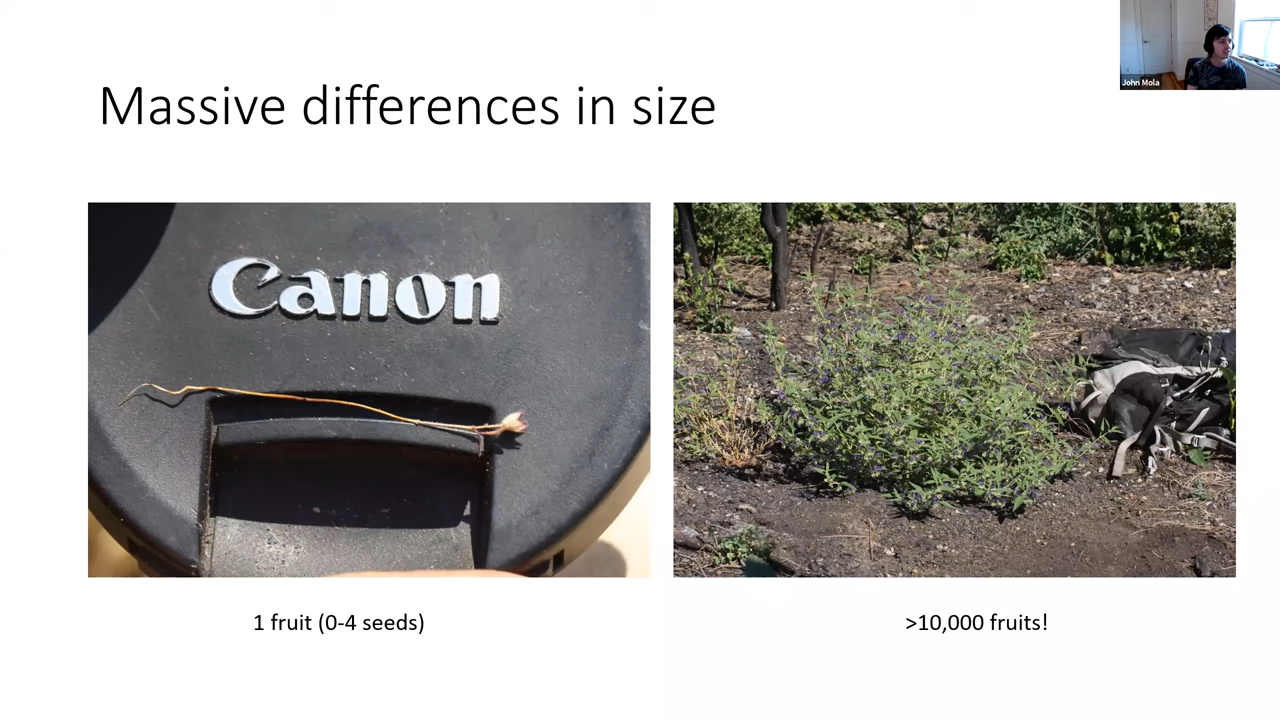 John Mola
Massive differences in size
Canon
1 fruit (0-4 seeds)
>10,000 fruits!